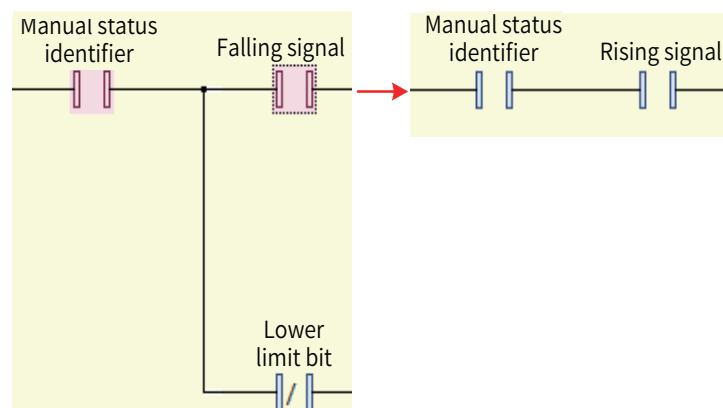 Manual status
identifier
Falling signal
Manual status
identifier
Rising signal
Lower
limit bit